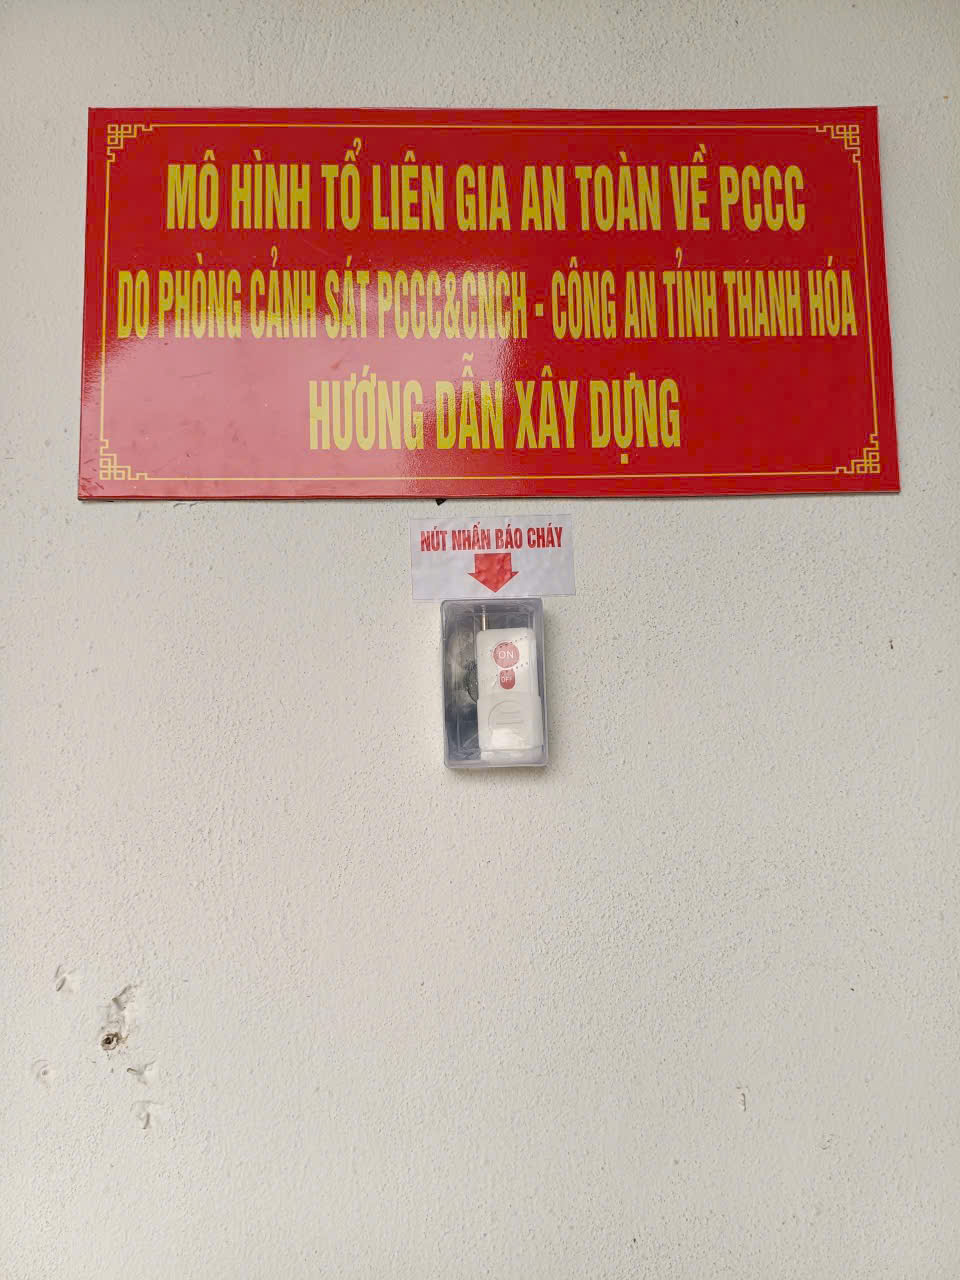 MÔ HÌNH TỔ LIÊN GIA AN TOÀN VỀ PCCC
DO PHÒNG CẢNH SÁT PCCC&CNCH - CÔNG AN TỈNH THANH HÓA
HƯỚNG DẪN XÂY DỰNG
NÚT NHẤN BÁO CHÁY
ON
OFF